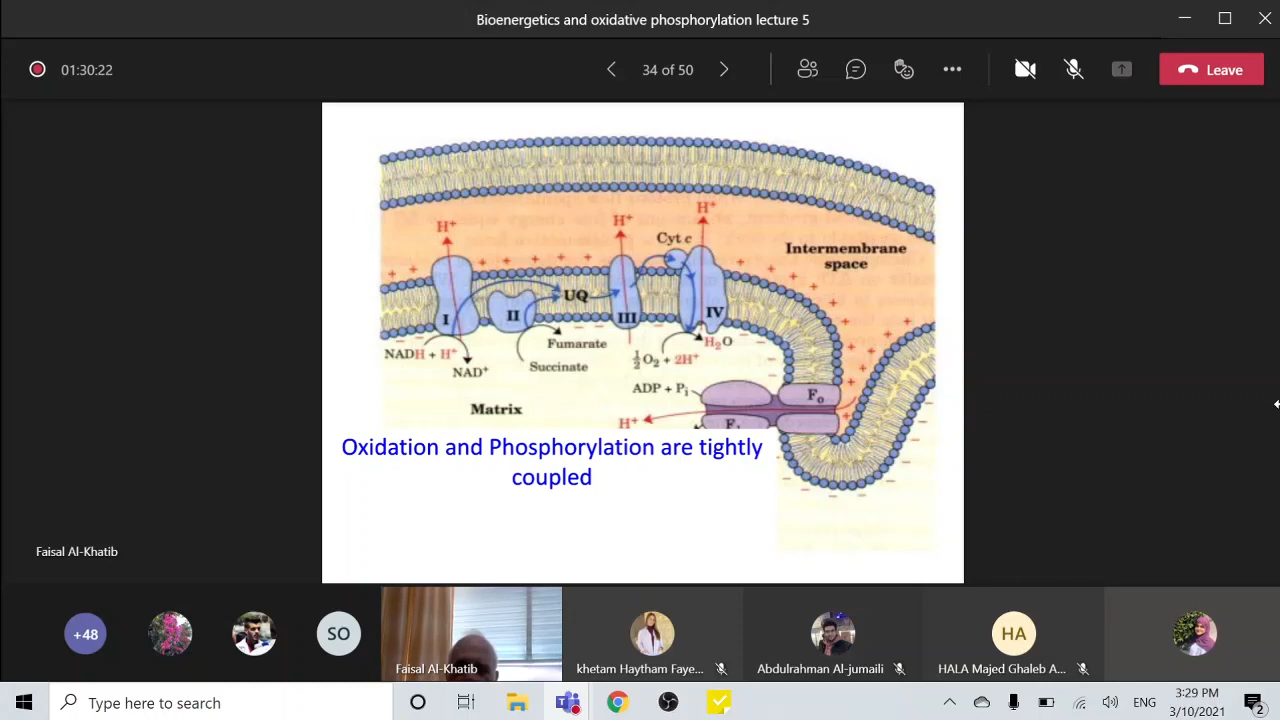 Bioenergetics and oxidative phosphorylation lecture 5
01:30:22
34 of 50
Leave
H⁺
H⁺
H⁺
Cyt c
Intermembrane
space
UQ
I
II
III
IV
NADH + H⁺
NAD⁺
Fumarate
Succinate
½O₂ + 2H⁺
H₂O
ADP + Pᵢ
F₀
Matrix
H⁺
Oxidation and Phosphorylation are tightly
coupled
Faisal Al-Khatib
+48
SO
HA
Faisal Al-Khatib
khetam Haytham Faye...
Abdulrahman Al-jumaili
HALA Majed Ghaleb A...
Type here to search
ENG
3:29 PM
3/10/2021
2